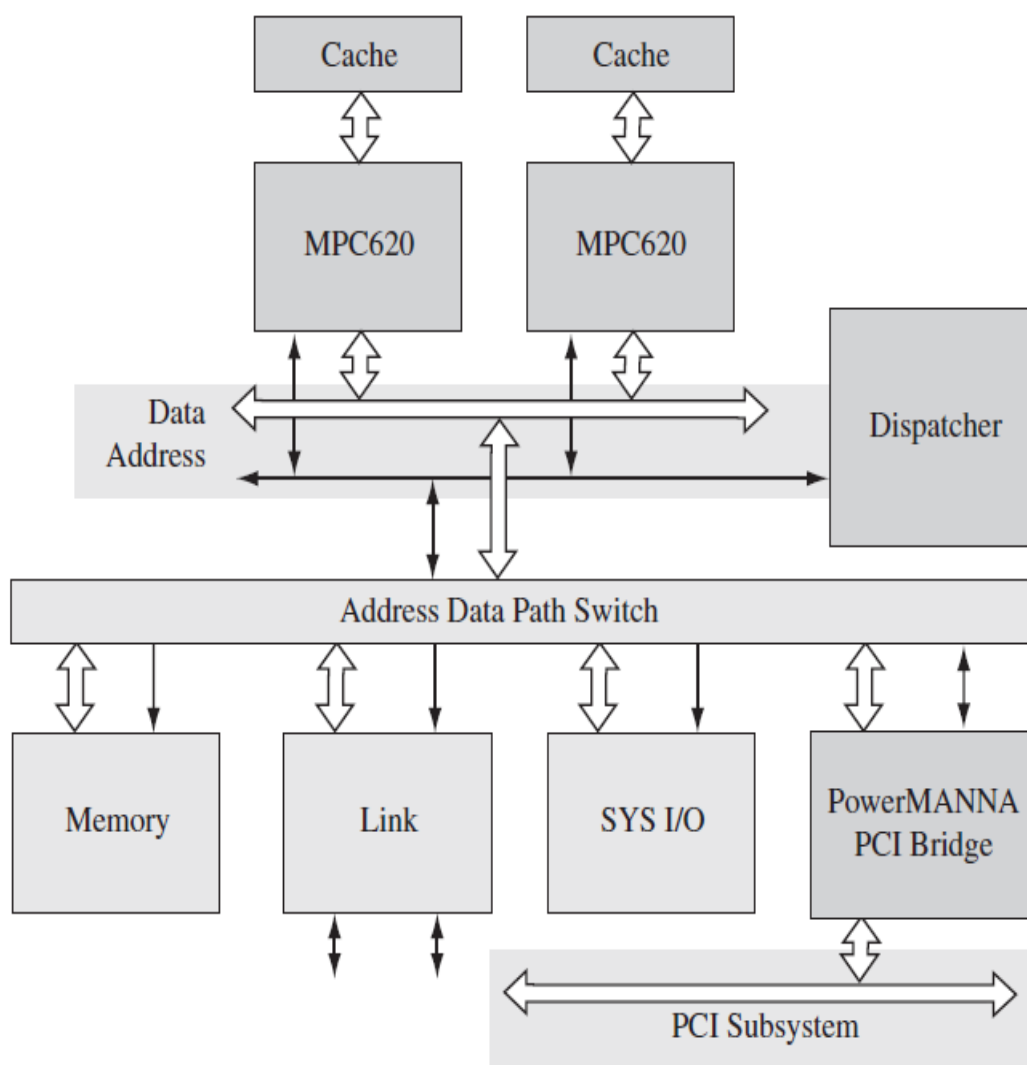 Cache
Cache
MPC620
MPC620
Data
Address
Dispatcher
Address Data Path Switch
Memory
Link
SYS I/O
PowerMANNA
PCI Bridge
PCI Subsystem